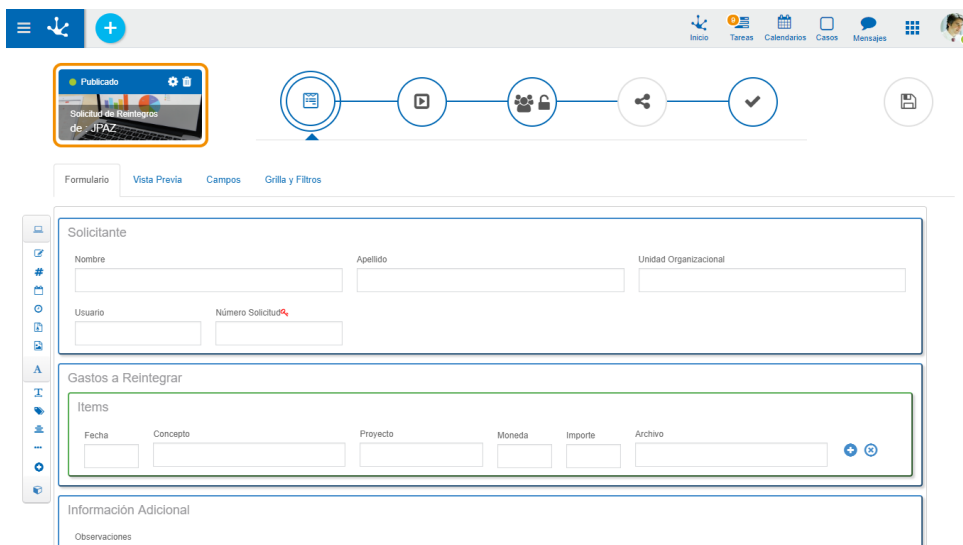 9
Inicio Tareas Calendarios Casos Mensajes
Publicado
Solicitud de Reintegros
de : JPAZ
Formulario Vista Previa Campos Grilla y Filtros
Solicitante
Nombre Apellido Unidad Organizacional
Usuario Número Solicitud
Gastos a Reintegrar
Items
Fecha Concepto Proyecto Moneda Importe Archivo
Información Adicional
Observaciones